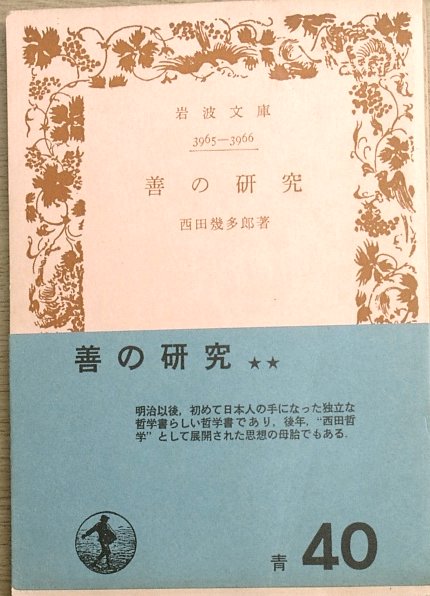 岩波文庫
3965—3966
善の研究
西田幾多郎著
善の研究 ★★
明治以後，初めて日本人の手になった独立な
哲学書らしい哲学書であり，後年，“西田哲
学”として展開された思想の母胎でもある．
青 40